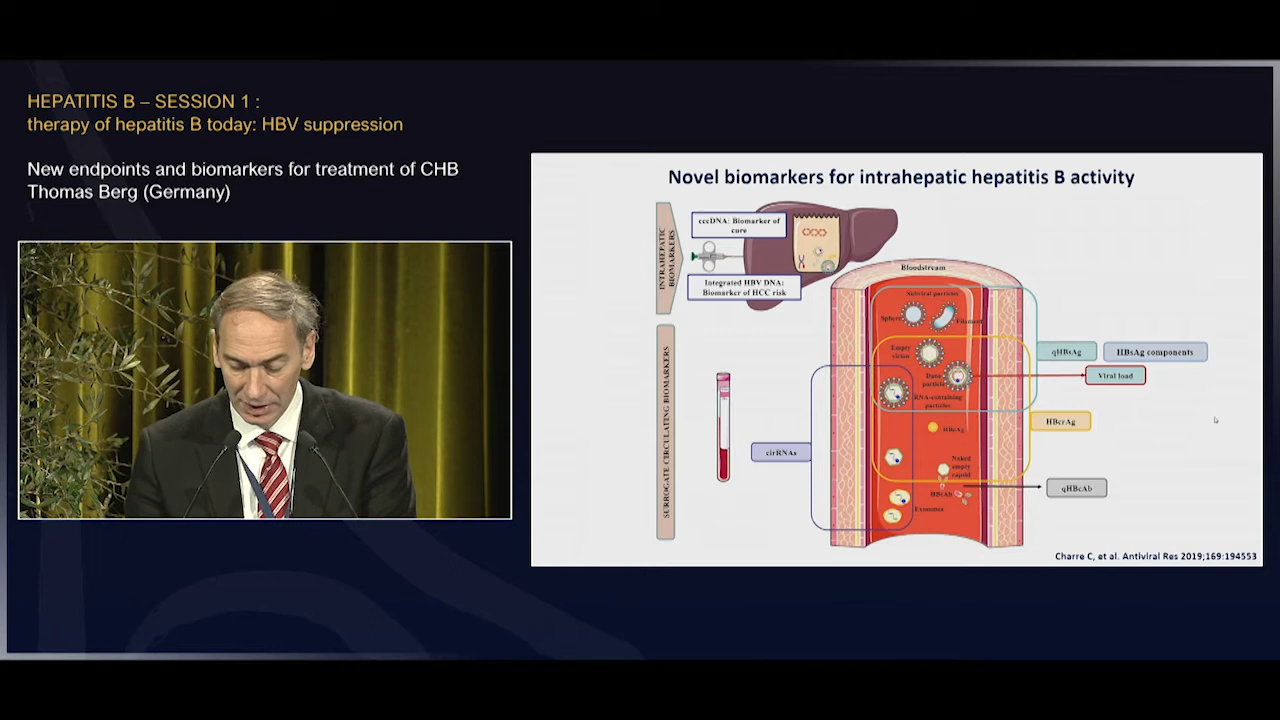 HEPATITIS B – SESSION 1 :
therapy of hepatitis B today: HBV suppression
New endpoints and biomarkers for treatment of CHB
Thomas Berg (Germany)
Novel biomarkers for intrahepatic hepatitis B activity
INTRAHEPATIC
BIOMARKERS
cccDNA: Biomarker of
cure
Integrated HBV DNA:
Biomarker of HCC risk
Bloodstream
Subviral particles
Sphere
Filament
Empty
virion
Dane
particle
RNA-containing
particles
HBeAg
Naked
empty
capsid
HBcAb
Exosomes
SURROGATE CIRCULATING BIOMARKERS
cirRNAs
qHBsAg
HBsAg components
Viral load
HBcrAg
qHBcAb
Charre C, et al. Antiviral Res 2019;169:194553